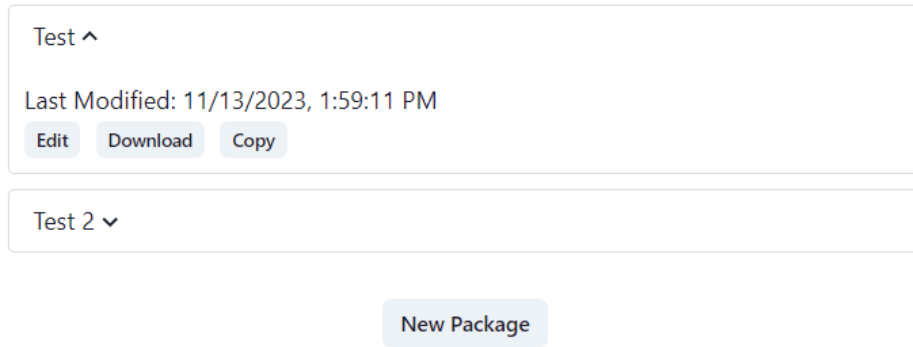 Test
Last Modified: 11/13/2023, 1:59:11 PM
Edit Download Copy
Test 2
New Package